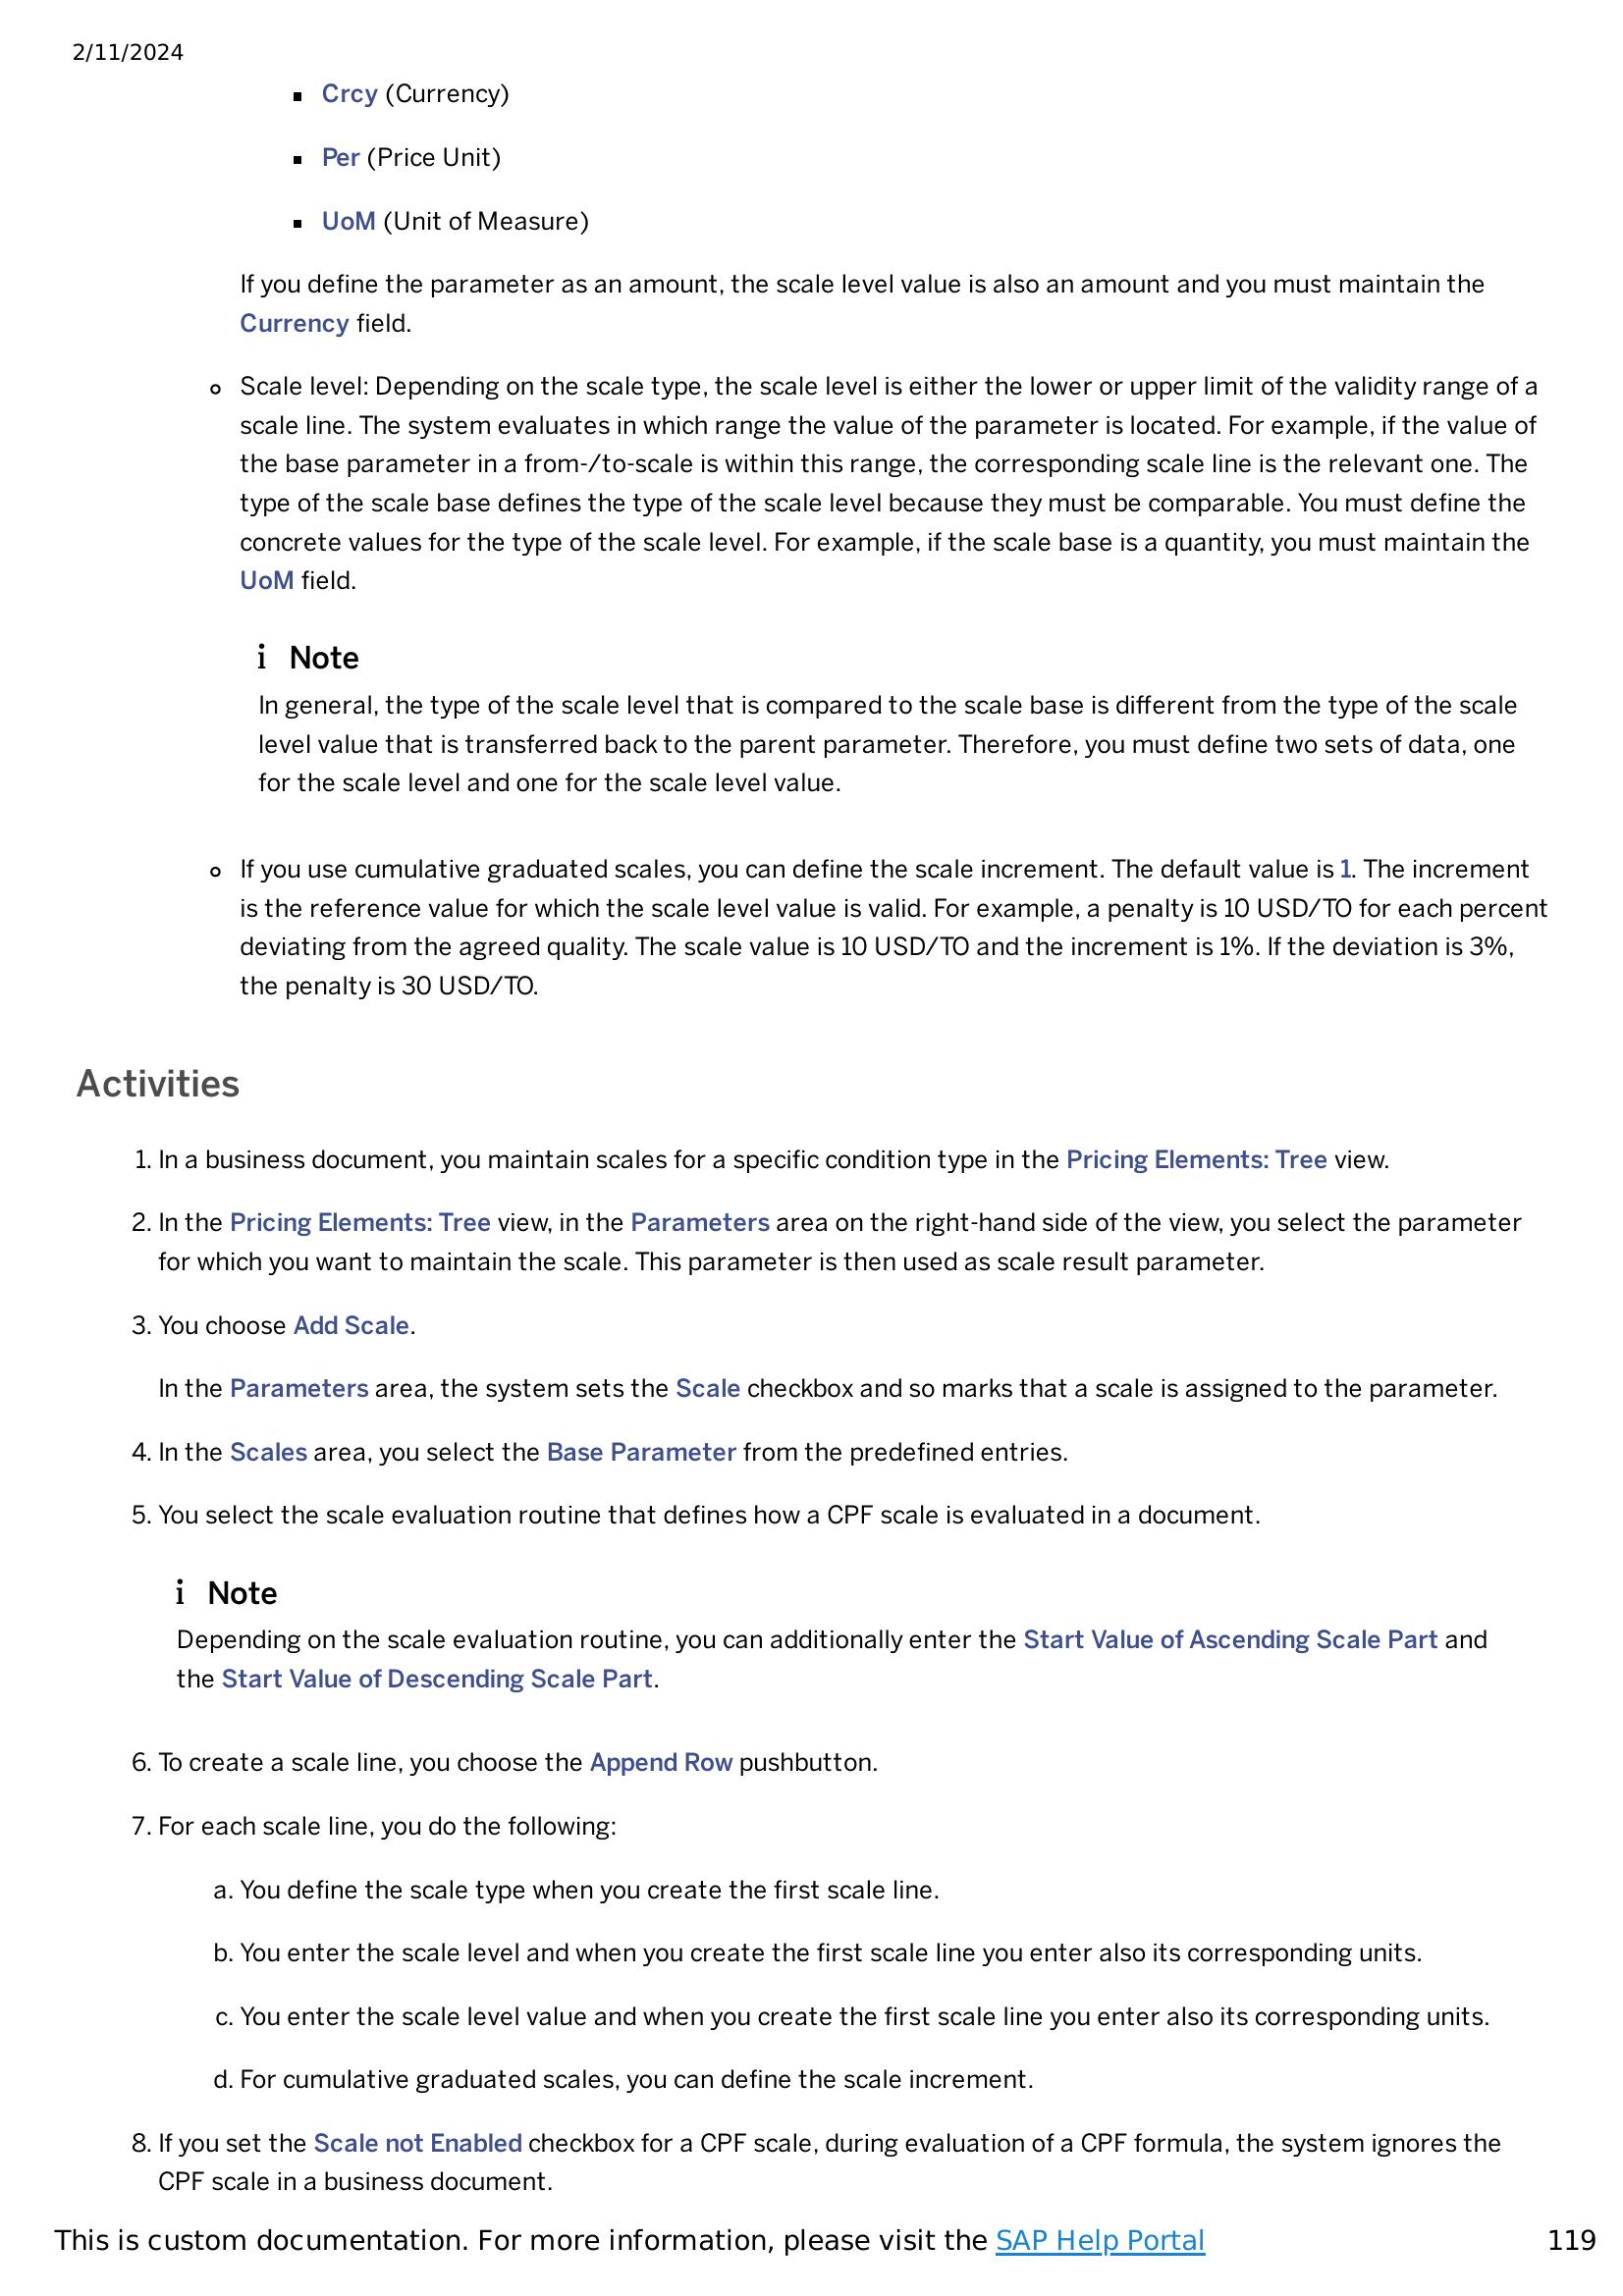 2/11/2024
▪ Crcy (Currency)
▪ Per (Price Unit)
▪ UoM (Unit of Measure)
If you define the parameter as an amount, the scale level value is also an amount and you must maintain the
Currency field.
Scale level: Depending on the scale type, the scale level is either the lower or upper limit of the validity range of a
scale line. The system evaluates in which range the value of the parameter is located. For example, if the value of
the base parameter in a from-/to-scale is within this range, the corresponding scale line is the relevant one. The
type of the scale base defines the type of the scale level because they must be comparable. You must define the
concrete values for the type of the scale level. For example, if the scale base is a quantity, you must maintain the
UoM field.
i Note
In general, the type of the scale level that is compared to the scale base is different from the type of the scale
level value that is transferred back to the parent parameter. Therefore, you must define two sets of data, one
for the scale level and one for the scale level value.
If you use cumulative graduated scales, you can define the scale increment. The default value is 1. The increment
is the reference value for which the scale level value is valid. For example, a penalty is 10 USD/TO for each percent
deviating from the agreed quality. The scale value is 10 USD/TO and the increment is 1%. If the deviation is 3%,
the penalty is 30 USD/TO.
Activities
1. In a business document, you maintain scales for a specific condition type in the Pricing Elements: Tree view.
2. In the Pricing Elements: Tree view, in the Parameters area on the right-hand side of the view, you select the parameter
for which you want to maintain the scale. This parameter is then used as scale result parameter.
3. You choose Add Scale.
In the Parameters area, the system sets the Scale checkbox and so marks that a scale is assigned to the parameter.
4. In the Scales area, you select the Base Parameter from the predefined entries.
5. You select the scale evaluation routine that defines how a CPF scale is evaluated in a document.
i Note
Depending on the scale evaluation routine, you can additionally enter the Start Value of Ascending Scale Part and
the Start Value of Descending Scale Part.
6. To create a scale line, you choose the Append Row pushbutton.
7. For each scale line, you do the following:
a. You define the scale type when you create the first scale line.
b. You enter the scale level and when you create the first scale line you enter also its corresponding units.
c. You enter the scale level value and when you create the first scale line you enter also its corresponding units.
d. For cumulative graduated scales, you can define the scale increment.
8. If you set the Scale not Enabled checkbox for a CPF scale, during evaluation of a CPF formula, the system ignores the
CPF scale in a business document.
This is custom documentation. For more information, please visit the SAP Help Portal 119